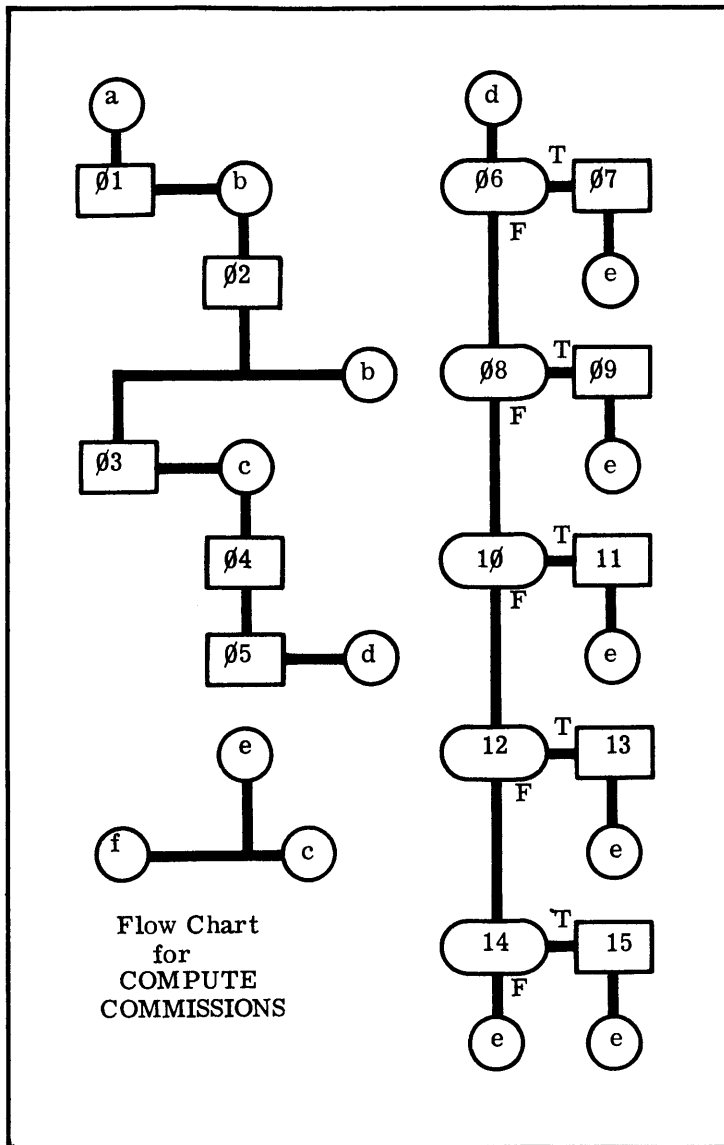 a
Ø1
b
Ø2
b
Ø3
c
Ø4
Ø5
d
e
f
c
Flow Chart
for
COMPUTE
COMMISSIONS
d
Ø6
T
Ø7
F
e
Ø8
T
Ø9
F
e
1Ø
T
11
F
e
12
T
13
F
e
14
T
15
F
e
e